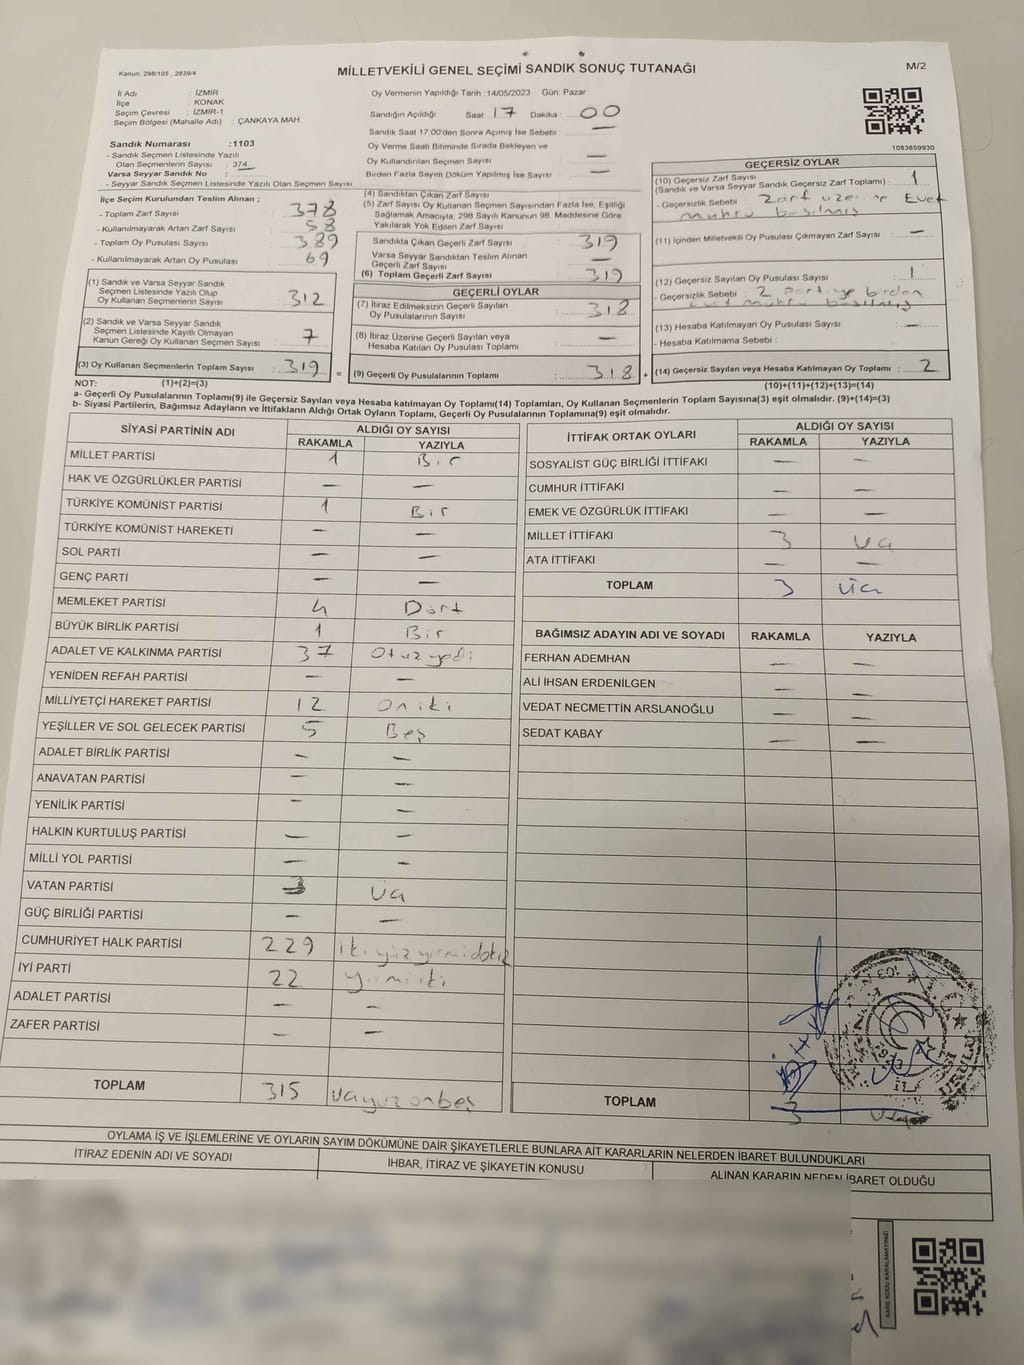 Kanun; 298/105 , 2839/4
MİLLETVEKİLİ GENEL SEÇİMİ SANDIK SONUÇ TUTANAĞI
M/2
İl Adı : İZMİR
İlçe : KONAK
Seçim Çevresi : İZMİR-1
Seçim Bölgesi (Mahalle Adı) : ÇANKAYA MAH.
Sandık Numarası :1103
- Sandık Seçmen Listesinde Yazılı
Olan Seçmenlerin Sayısı : 374
Varsa Seyyar Sandık No :
- Seyyar Sandık Seçmen Listesinde Yazılı Olan Seçmen Sayısı
İlçe Seçim Kurulundan Teslim Alınan ;
- Toplam Zarf Sayısı : 378
- Kullanılmayarak Artan Zarf Sayısı : 58
- Toplam Oy Pusulası Sayısı : 389
- Kullanılmayarak Artan Oy Pusulası : 69
(1) Sandık ve Varsa Seyyar Sandık
Seçmen Listesinde Yazılı Olup
Oy Kullanan Seçmenlerin Sayısı : 312
(2) Sandık ve Varsa Seyyar Sandık
Seçmen Listesinde Kayıtlı Olmayan
Kanun Gereği Oy Kullanan Seçmen Sayısı : 7
(3) Oy Kullanan Seçmenlerin Toplam Sayısı : 319 =
Oy Vermenin Yapıldığı Tarih :14/05/2023 Gün: Pazar
Sandığın Açıldığı Saat: 17 Dakika : 00
Sandık Saat 17:00'den Sonra Açımış İse Sebebi : —
Oy Verme Saati Bitiminde Sırada Bekleyen ve
Oy Kullandırılan Seçmen Sayısı —
Birden Fazla Sayım Döküm Yapılmış İse Sayısı —
(4) Sandıktan Çıkan Zarf Sayısı
(5) Zarf Sayısı Oy Kullanan Seçmen Sayısından Fazla İse, Eşitliği
Sağlamak Amacıyla, 298 Sayılı Kanunun 98. Maddesine Göre
Yakılarak Yok Edilen Zarf Sayısı
Sandıkla Çıkan Geçerli Zarf Sayısı 319
Varsa Seyyar Sandıktan Teslim Alınan
Geçerli Zarf Sayısı —
(6) Toplam Geçerli Zarf Sayısı 319
GEÇERLİ OYLAR
(7) İtiraz Edilmeksizin Geçerli Sayılan
Oy Pusulalarının Sayısı : 318
(8) İtiraz Üzerine Geçerli Sayılan veya
Hesaba Katılan Oy Pusulası Toplamı : —
(9) Geçerli Oy Pusulalarının Toplamı : 318 +
1083859930
GEÇERSİZ OYLAR
(10) Geçersiz Zarf Sayısı
(Sandık ve Varsa Seyyar Sandık Geçersiz Zarf Toplamı) : 1
- Geçersizlik Sebebi : Zarf üzerine Evet
mührü basılmış
(11) İçinden Milletvekili Oy Pusulası Çıkmayan Zarf Sayısı : —
(12) Geçersiz Sayılan Oy Pusulası Sayısı : 1
- Geçersizlik Sebebi : 2 partiye birden
evet mührü basılmış
(13) Hesaba Katılmayan Oy Pusulası Sayısı : —
- Hesaba Katılmama Sebebi :
(14) Geçersiz Sayılan veya Hesaba Katılmayan Oy Toplamı : 2
NOT: (1)+(2)=(3)
(10)+(11)+(12)+(13)=(14)
a- Geçerli Oy Pusulalarının Toplamı(9) ile Geçersiz Sayılan veya Hesaba katılmayan Oy Toplamı(14) Toplamları, Oy Kullanan Seçmenlerin Toplam Sayısına(3) eşit olmalıdır. (9)+(14)=(3)
b- Siyasi Partilerin, Bağımsız Adayların ve İttifakların Aldığı Ortak Oyların Toplamı, Geçerli Oy Pusulalarının Toplamına(9) eşit olmalıdır.
SİYASİ PARTİNİN ADI ALDIĞI OY SAYISI
RAKAMLA YAZIYLA
MİLLET PARTİSİ 1 Bir
HAK VE ÖZGÜRLÜKLER PARTİSİ — —
TÜRKİYE KOMÜNİST PARTİSİ 1 Bir
TÜRKİYE KOMÜNİST HAREKETİ — —
SOL PARTİ — —
GENÇ PARTİ — —
MEMLEKET PARTİSİ 4 Dört
BÜYÜK BİRLİK PARTİSİ 1 Bir
ADALET VE KALKINMA PARTİSİ 37 Otuzyedi
YENİDEN REFAH PARTİSİ — —
MİLLİYETÇİ HAREKET PARTİSİ 12 Oniki
YEŞİLLER VE SOL GELECEK PARTİSİ 5 Beş
ADALET BİRLİK PARTİSİ — —
ANAVATAN PARTİSİ — —
YENİLİK PARTİSİ — —
HALKIN KURTULUŞ PARTİSİ — —
MİLLİ YOL PARTİSİ — —
VATAN PARTİSİ 3 üç
GÜÇ BİRLİĞİ PARTİSİ — —
CUMHURİYET HALK PARTİSİ 229 ikiyüzyirmidokuz
İYİ PARTİ 22 yirmiiki
ADALET PARTİSİ — —
ZAFER PARTİSİ — —
TOPLAM 315 üçyüzonbeş
İTTİFAK ORTAK OYLARI ALDIĞI OY SAYISI
RAKAMLA YAZIYLA
SOSYALİST GÜÇ BİRLİĞİ İTTİFAKI — —
CUMHUR İTTİFAKI — —
EMEK VE ÖZGÜRLÜK İTTİFAKI — —
MİLLET İTTİFAKI 3 üç
ATA İTTİFAKI — —
TOPLAM 3 üç
BAĞIMSIZ ADAYIN ADI VE SOYADI RAKAMLA YAZIYLA
FERHAN ADEMHAN — —
ALİ İHSAN ERDENİLGEN — —
VEDAT NECMETTİN ARSLANOĞLU — —
SEDAT KABAY — —
TOPLAM 3 üç
OYLAMA İŞ VE İŞLEMLERİNE VE OYLARIN SAYIM DÖKÜMÜNE DAİR ŞİKAYETLERLE BUNLARA AİT KARARLARIN NELERDEN İBARET BULUNDUKLARI
İTİRAZ EDENİN ADI VE SOYADI İHBAR, İTİRAZ VE ŞİKAYETİN KONUSU ALINAN KARARIN NEDEN İBARET OLDUĞU
KARE KODU KARALAMAYINIZ!